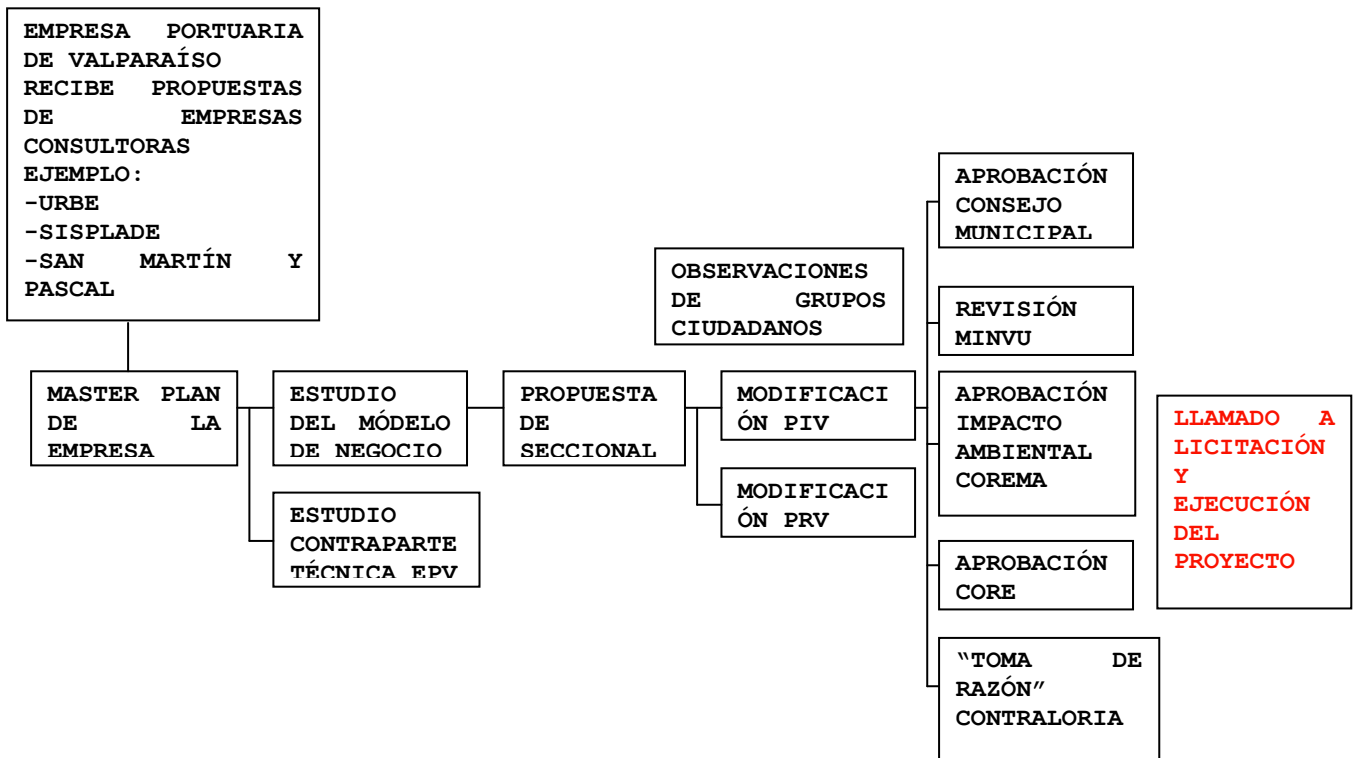 EMPRESA PORTUARIA
DE VALPARAÍSO
RECIBE PROPUESTAS
DE EMPRESAS
CONSULTORAS
EJEMPLO:
-URBE
-SISPLADE
-SAN MARTÍN Y
PASCAL
MASTER PLAN
DE LA
EMPRESA
ESTUDIO
DEL MÓDELO
DE NEGOCIO
ESTUDIO
CONTRAPARTE
TÉCNICA EPV
PROPUESTA
DE
SECCIONAL
OBSERVACIONES
DE GRUPOS
CIUDADANOS
MODIFICACI
ÓN PIV
MODIFICACI
ÓN PRV
APROBACIÓN
CONSEJO
MUNICIPAL
REVISIÓN
MINVU
APROBACIÓN
IMPACTO
AMBIENTAL
COREMA
APROBACIÓN
CORE
“TOMA DE
RAZÓN”
CONTRALORIA
LLAMADO A
LICITACIÓN
Y
EJECUCIÓN
DEL
PROYECTO